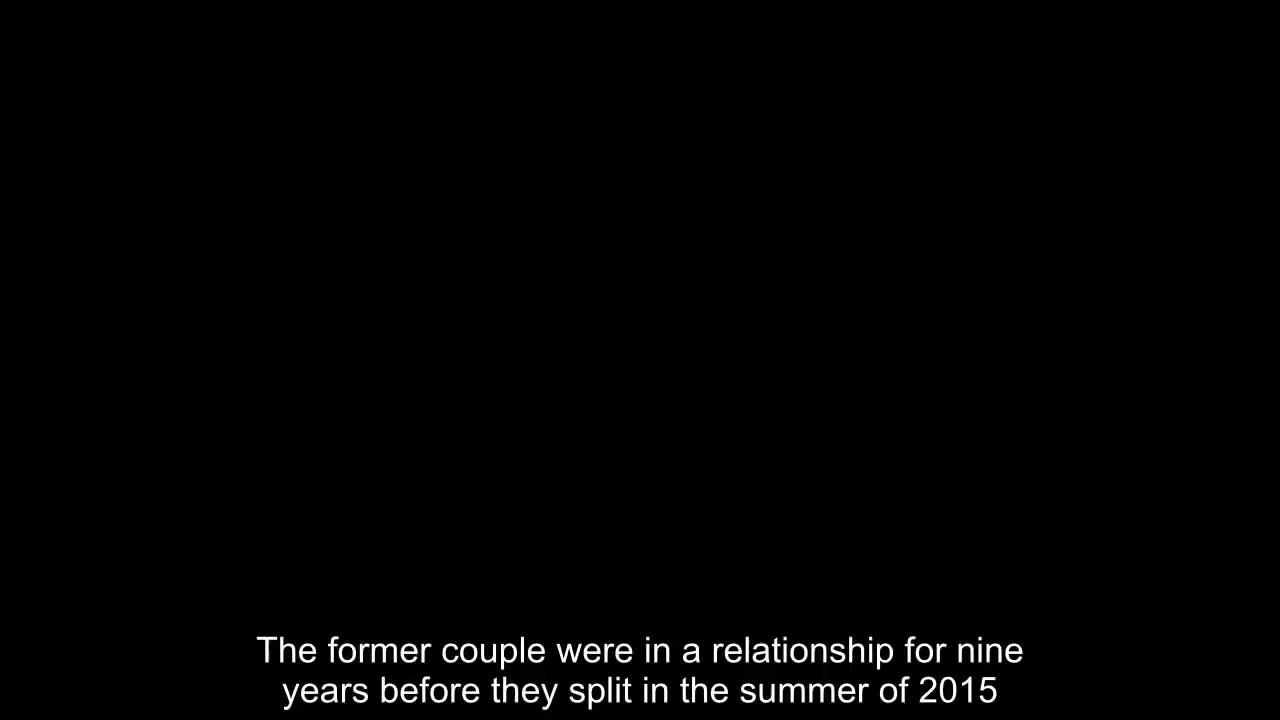 The former couple were in a relationship for nine
years before they split in the summer of 2015